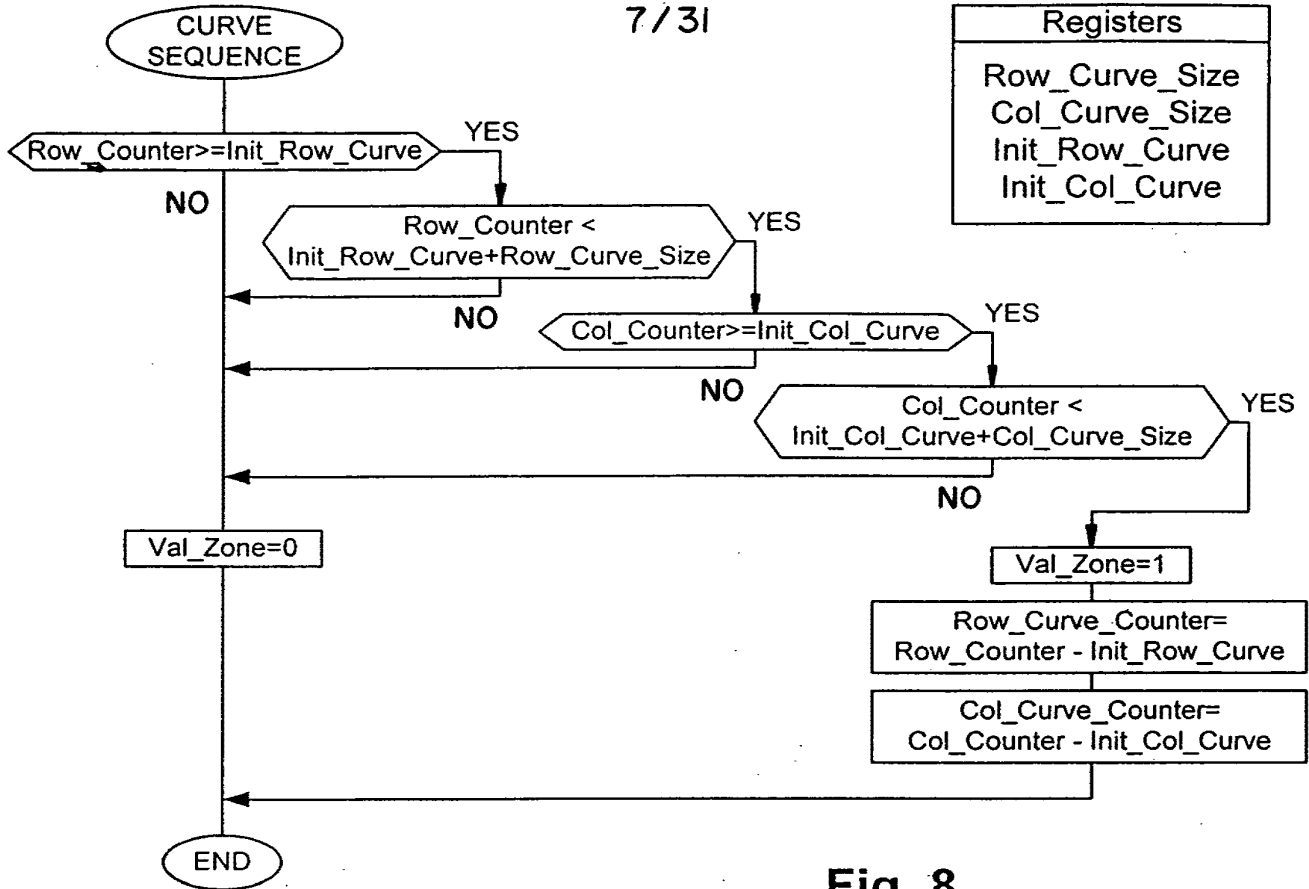 7/31
CURVE
SEQUENCE
Registers
Row_Curve_Size
Col_Curve_Size
Init_Row_Curve
Init_Col_Curve
Row_Counter>=Init_Row_Curve
YES
NO
Row_Counter <
Init_Row_Curve+Row_Curve_Size
YES
NO
Col_Counter>=Init_Col_Curve
YES
NO
Col_Counter <
Init_Col_Curve+Col_Curve_Size
YES
NO
Val_Zone=0
Val_Zone=1
Row_Curve_Counter=
Row_Counter - Init_Row_Curve
Col_Curve_Counter=
Col_Counter - Init_Col_Curve
END
Fig. 8